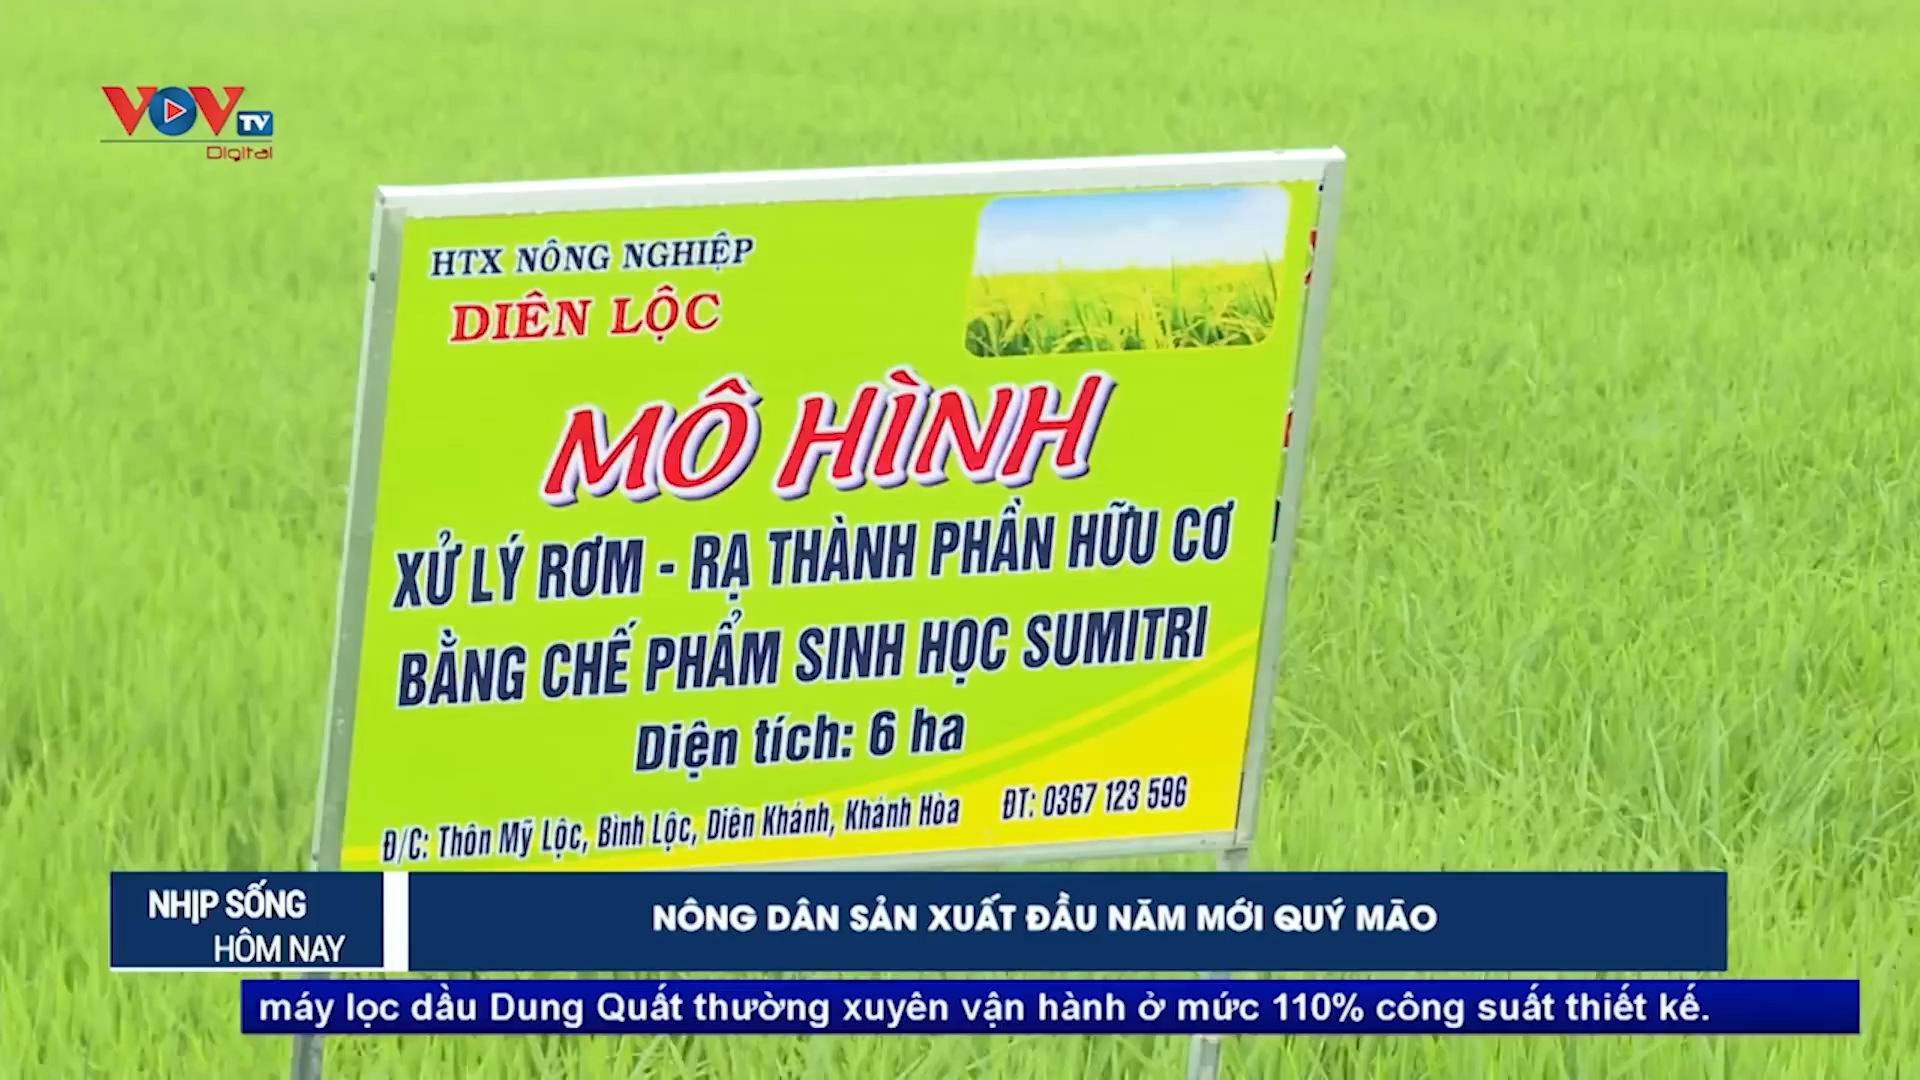 VOV TV
Digital
HTX NÔNG NGHIỆP
DIÊN LỘC
MÔ HÌNH
XỬ LÝ RƠM - RẠ THÀNH PHẦN HỮU CƠ
BẰNG CHẾ PHẨM SINH HỌC SUMITRI
Diện tích: 6 ha
Đ/C: Thôn Mỹ Lộc, Bình Lộc, Diên Khánh, Khánh Hòa ĐT: 0367 123 596
NHỊP SỐNG
HÔM NAY
NÔNG DÂN SẢN XUẤT ĐẦU NĂM MỚI QUÝ MÃO
máy lọc dầu Dung Quất thường xuyên vận hành ở mức 110% công suất thiết kế.